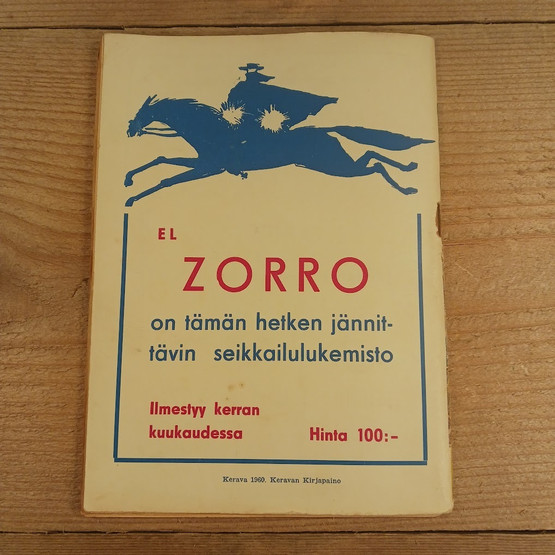 EL
ZORRO
on tämän hetken jännit-
tävin seikkailulukemisto
Ilmestyy kerran
kuukaudessa
Hinta 100:-
Kerava 1960. Keravan Kirjapaino